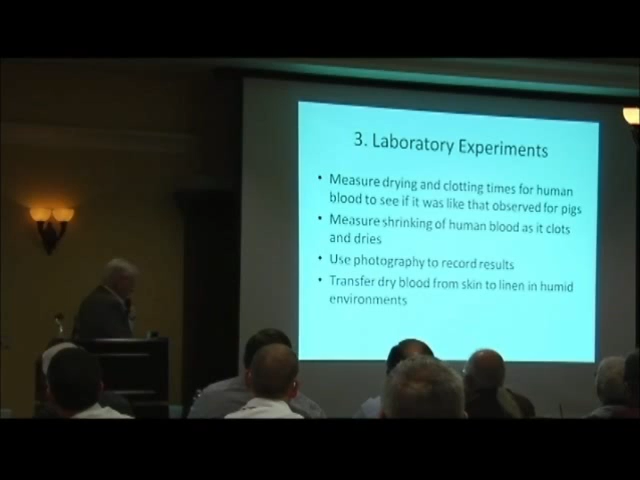 3. Laboratory Experiments
• Measure drying and clotting times for human
blood to see if it was like that observed for pigs
• Measure shrinking of human blood as it clots
and dries
• Use photography to record results
• Transfer dry blood from skin to linen in humid
environments